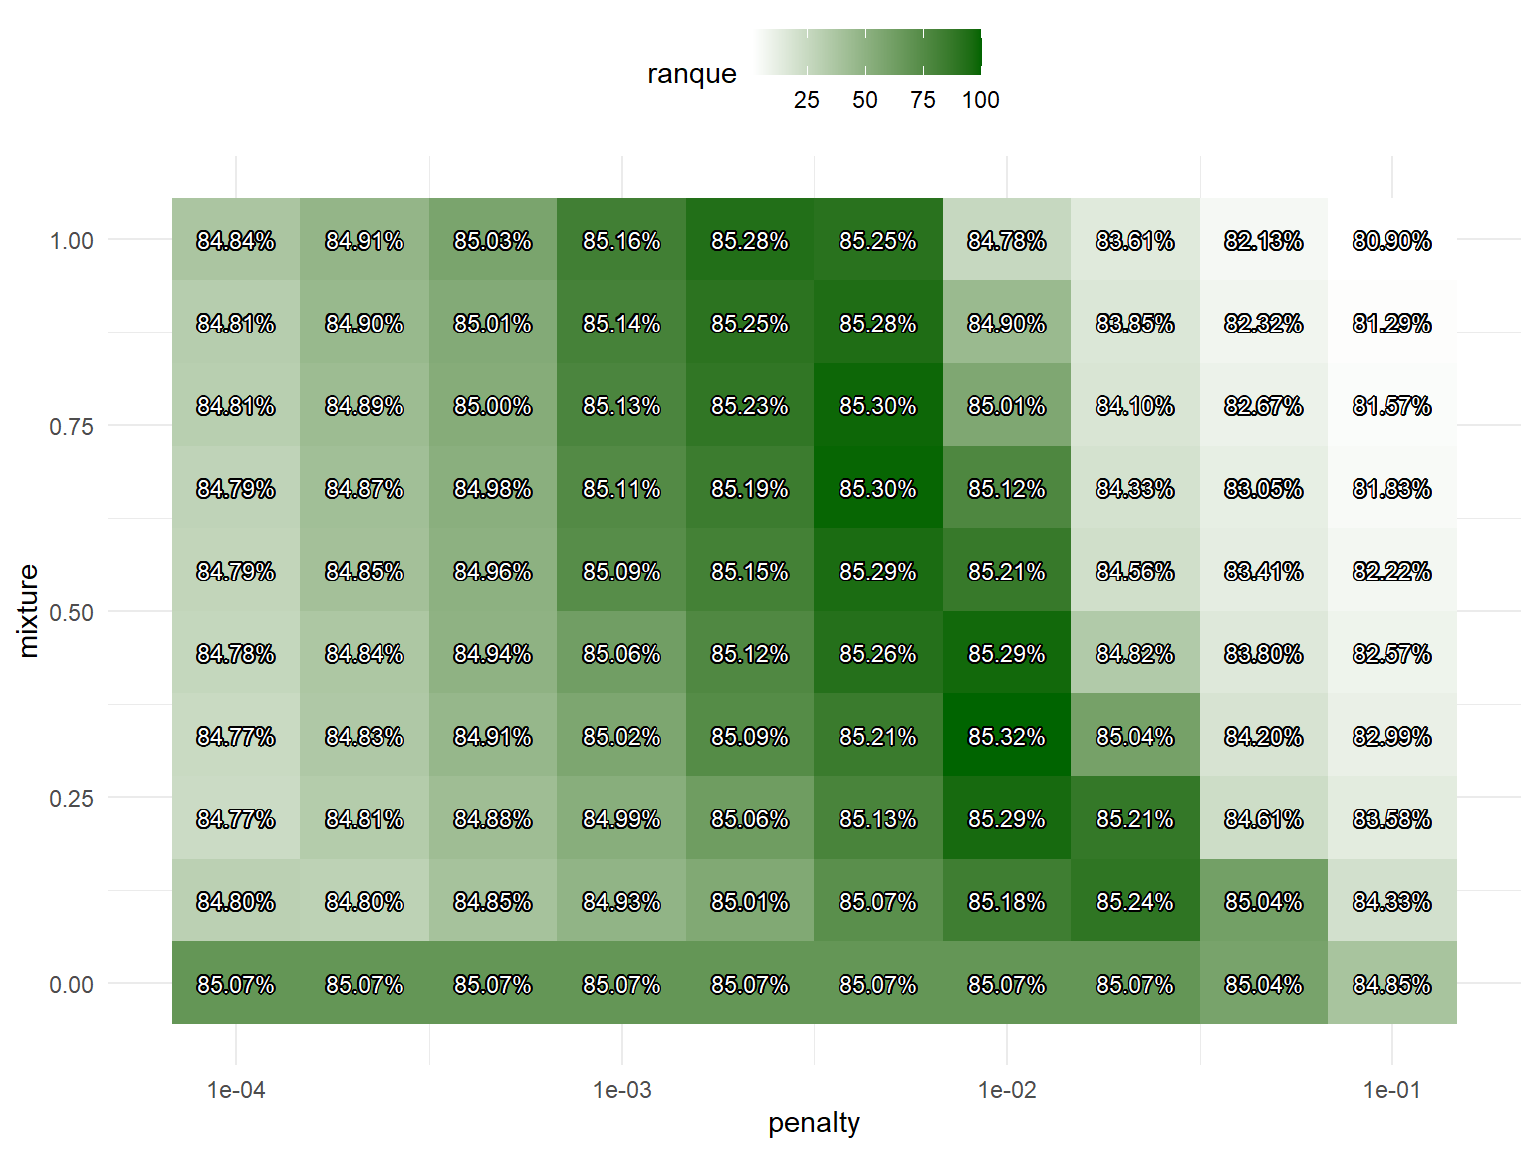 ranque
25 50 75 100
1.00 84.84% 84.91% 85.03% 85.16% 85.28% 85.25% 84.78% 83.61% 82.13% 80.90%
84.81% 84.90% 85.01% 85.14% 85.25% 85.28% 84.90% 83.85% 82.32% 81.29%
0.75 84.81% 84.89% 85.00% 85.13% 85.23% 85.30% 85.01% 84.10% 82.67% 81.57%
84.79% 84.87% 84.98% 85.11% 85.19% 85.30% 85.12% 84.33% 83.05% 81.83%
84.79% 84.85% 84.96% 85.09% 85.15% 85.29% 85.21% 84.56% 83.41% 82.22%
0.50
mixture
84.78% 84.84% 84.94% 85.06% 85.12% 85.26% 85.29% 84.82% 83.80% 82.57%
84.77% 84.83% 84.91% 85.02% 85.09% 85.21% 85.32% 85.04% 84.20% 82.99%
0.25 84.77% 84.81% 84.88% 84.99% 85.06% 85.13% 85.29% 85.21% 84.61% 83.58%
84.80% 84.80% 84.85% 84.93% 85.01% 85.07% 85.18% 85.24% 85.04% 84.33%
0.00 85.07% 85.07% 85.07% 85.07% 85.07% 85.07% 85.07% 85.07% 85.04% 84.85%
1e-04 1e-03 1e-02 1e-01
penalty